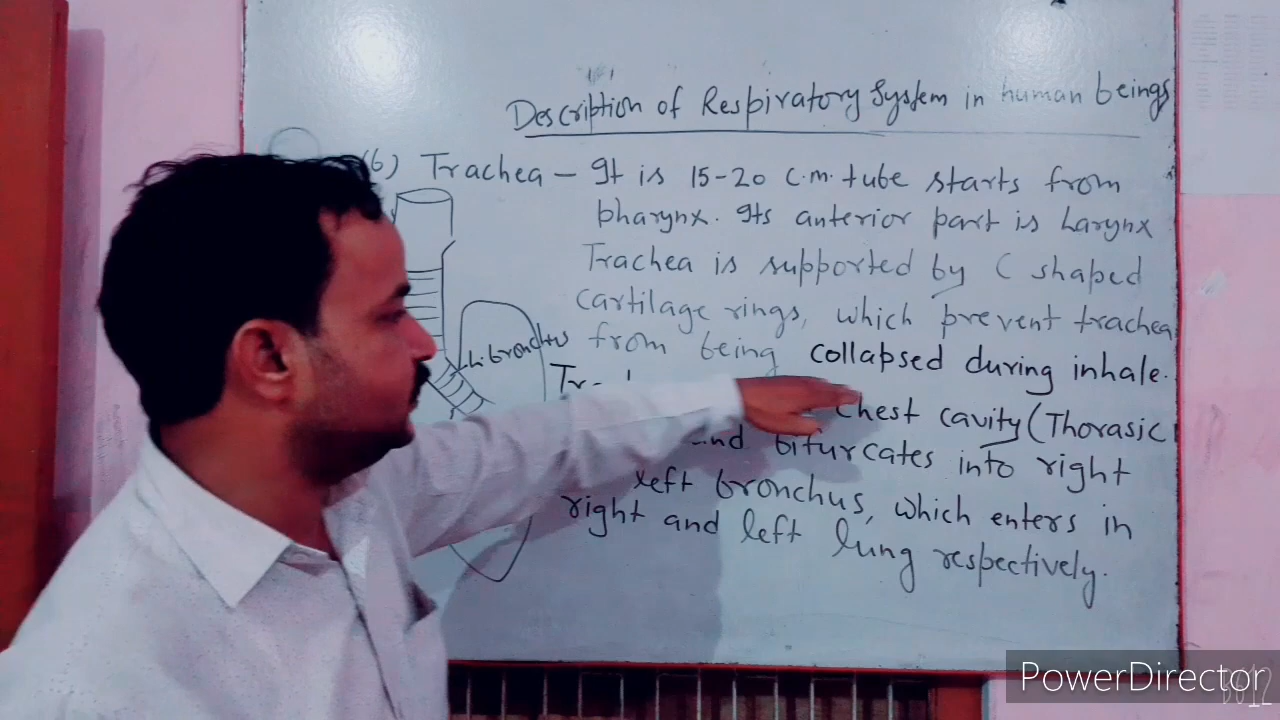 Description of Respiratory System in human beings
(6) Trachea - It is 15-20 c.m. tube starts from
pharynx. Its anterior part is Larynx
Trachea is supported by C shaped
cartilage rings, which prevent trachea
from being collapsed during inhale.
chest cavity (Thorasic
and bifurcates into right
left bronchus, which enters in
right and left lung respectively.
L. bronchus
PowerDirector